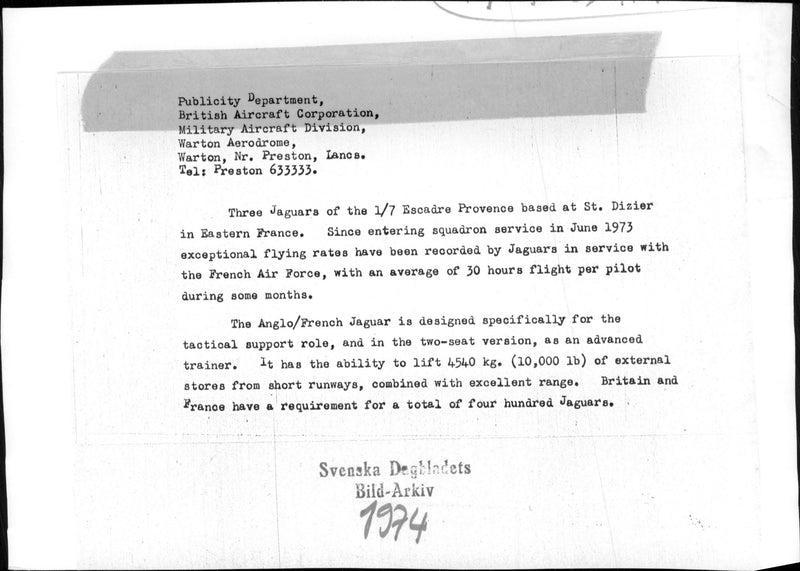 Publicity Department,
British Aircraft Corporation,
Military Aircraft Division,
Warton Aerodrome,
Warton, Nr. Preston, Lancs.
Tel: Preston 633333.
Three Jaguars of the 1/7 Escadre Provence based at St. Dizier
in Eastern France. Since entering squadron service in June 1973
exceptional flying rates have been recorded by Jaguars in service with
the French Air Force, with an average of 30 hours flight per pilot
during some months.
The Anglo/French Jaguar is designed specifically for the
tactical support role, and in the two-seat version, as an advanced
trainer. It has the ability to lift 4540 kg. (10,000 lb) of external
stores from short runways, combined with excellent range. Britain and
France have a requirement for a total of four hundred Jaguars.
Svenska Dagbladets
Bild-Arkiv
1974